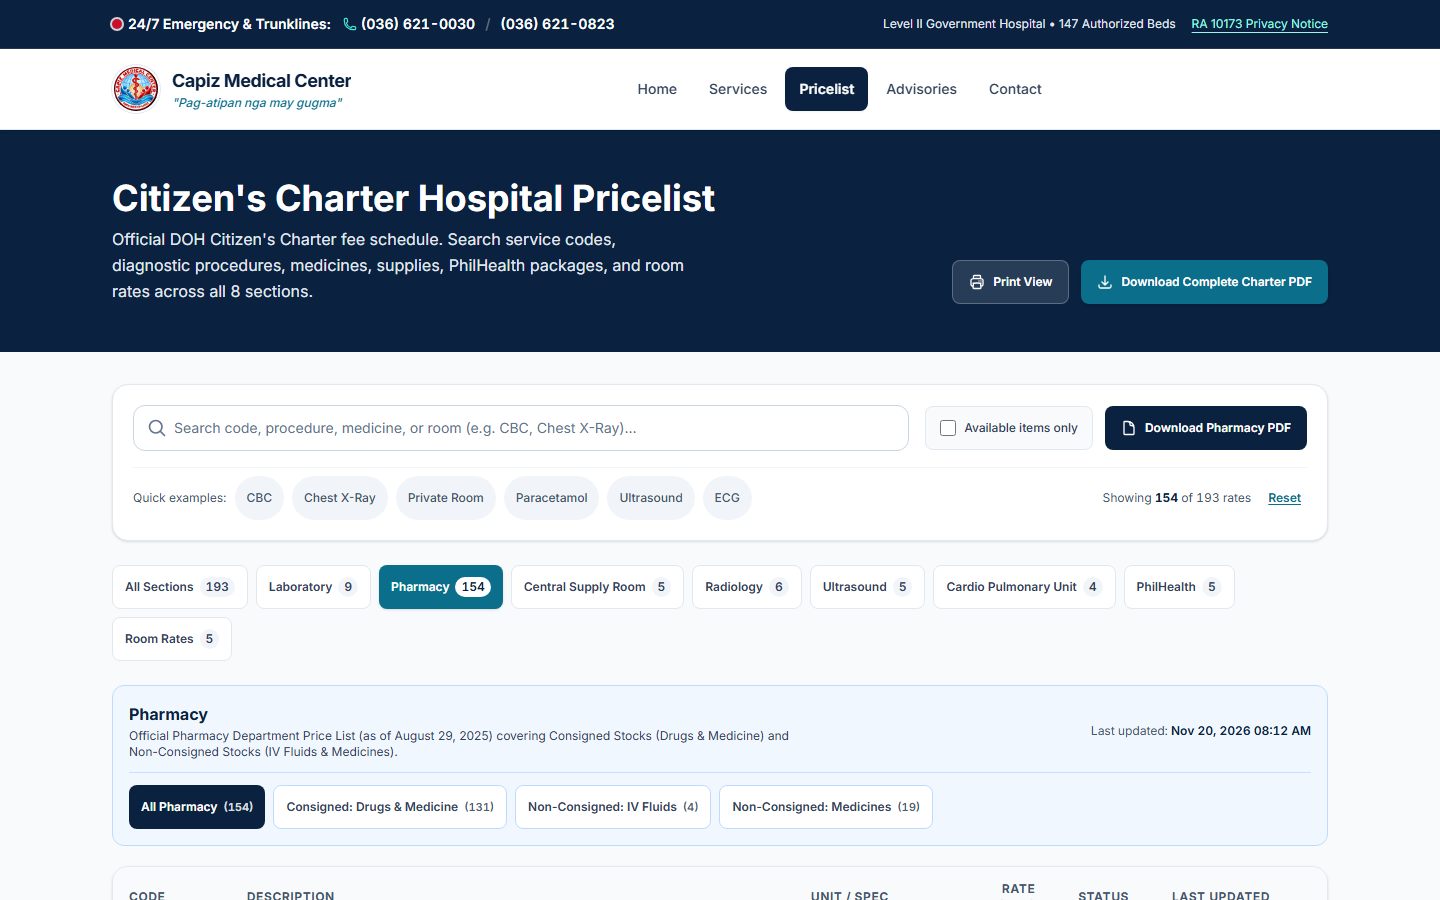 24/7 Emergency & Trunklines: (036) 621-0030 / (036) 621-0823
Level II Government Hospital • 147 Authorized Beds RA 10173 Privacy Notice
Capiz Medical Center
"Pag-atipan nga may gugma"
Home Services Pricelist Advisories Contact
Citizen's Charter Hospital Pricelist
Official DOH Citizen's Charter fee schedule. Search service codes,
diagnostic procedures, medicines, supplies, PhilHealth packages, and room
rates across all 8 sections.
Print View Download Complete Charter PDF
Search code, procedure, medicine, or room (e.g. CBC, Chest X-Ray)...
Available items only Download Pharmacy PDF
Quick examples: CBC Chest X-Ray Private Room Paracetamol Ultrasound ECG
Showing 154 of 193 rates Reset
All Sections 193 Laboratory 9 Pharmacy 154 Central Supply Room 5 Radiology 6 Ultrasound 5 Cardio Pulmonary Unit 4 PhilHealth 5
Room Rates 5
Pharmacy
Official Pharmacy Department Price List (as of August 29, 2025) covering Consigned Stocks (Drugs & Medicine) and
Non-Consigned Stocks (IV Fluids & Medicines).
Last updated: Nov 20, 2026 08:12 AM
All Pharmacy (154) Consigned: Drugs & Medicine (131) Non-Consigned: IV Fluids (4) Non-Consigned: Medicines (19)
CODE DESCRIPTION UNIT / SPEC RATE STATUS LAST UPDATED